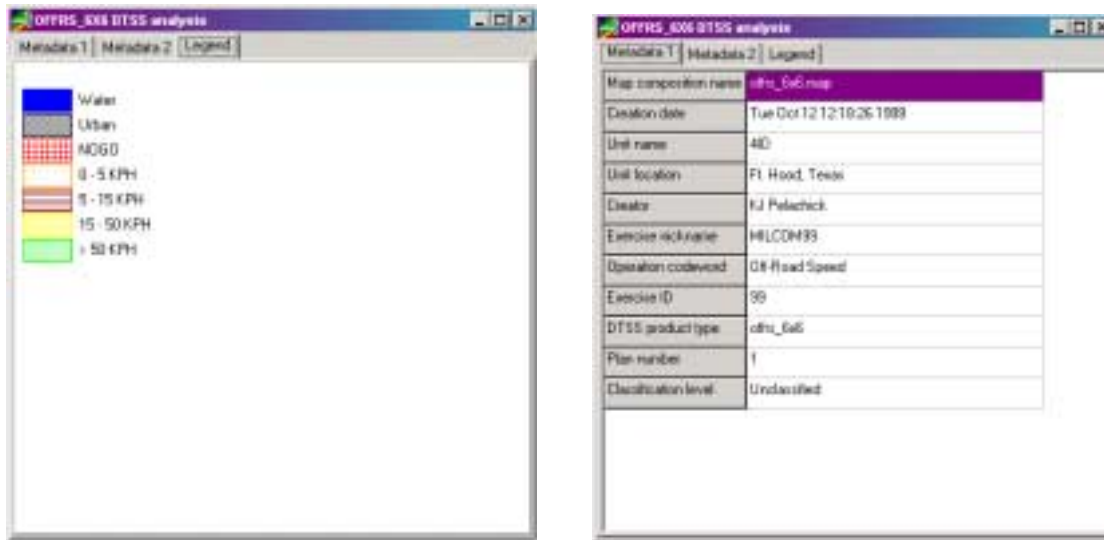 OFFRS_6X6 DTSS analysis
Metadata 1 Metadata 2 Legend
Water
Urban
NOGO
0 - 5 KPH
5 - 15 KPH
15 - 50 KPH
> 50 KPH
OFFRS_6X6 DTSS analysis
Metadata 1 Metadata 2 Legend
Map composition name offrs_6x6.map
Creation date Tue Oct 12 12:18:26 1999
Unit name 4ID
Unit location Ft. Hood, Texas
Creator KJ
Exercise nickname MILCOM99
Operation codeword Off-Road Speed
Exercise ID 99
DTSS product type offrs_6x6
Plan number 1
Classification level Unclassified